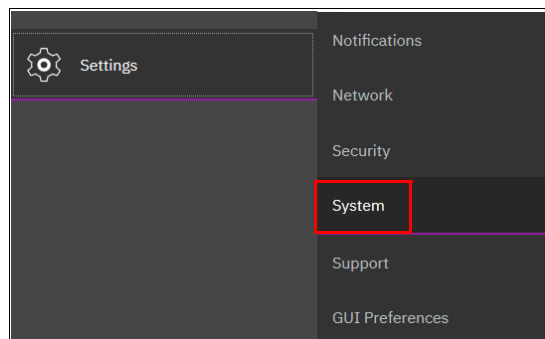 Settings
Notifications
Network
Security
System
Support
GUI Preferences